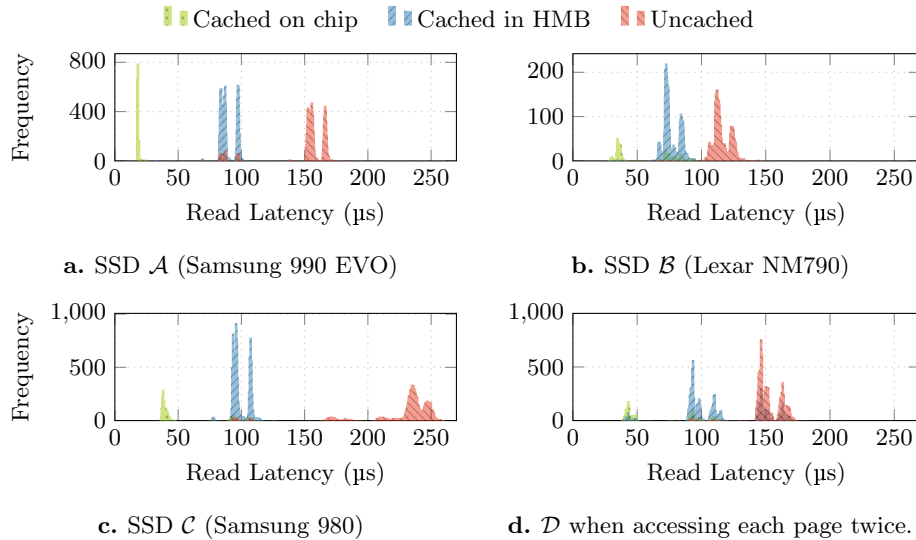 Cached on chip Cached in HMB Uncached
800
400
0
Frequency
0 50 100 150 200 250
Read Latency (µs)
a. SSD 𝒜 (Samsung 990 EVO)
200
100
0
0 50 100 150 200 250
Read Latency (µs)
b. SSD ℬ (Lexar NM790)
1,000
500
0
Frequency
0 50 100 150 200 250
Read Latency (µs)
c. SSD 𝒞 (Samsung 980)
1,000
500
0
0 50 100 150 200 250
Read Latency (µs)
d. 𝒟 when accessing each page twice.